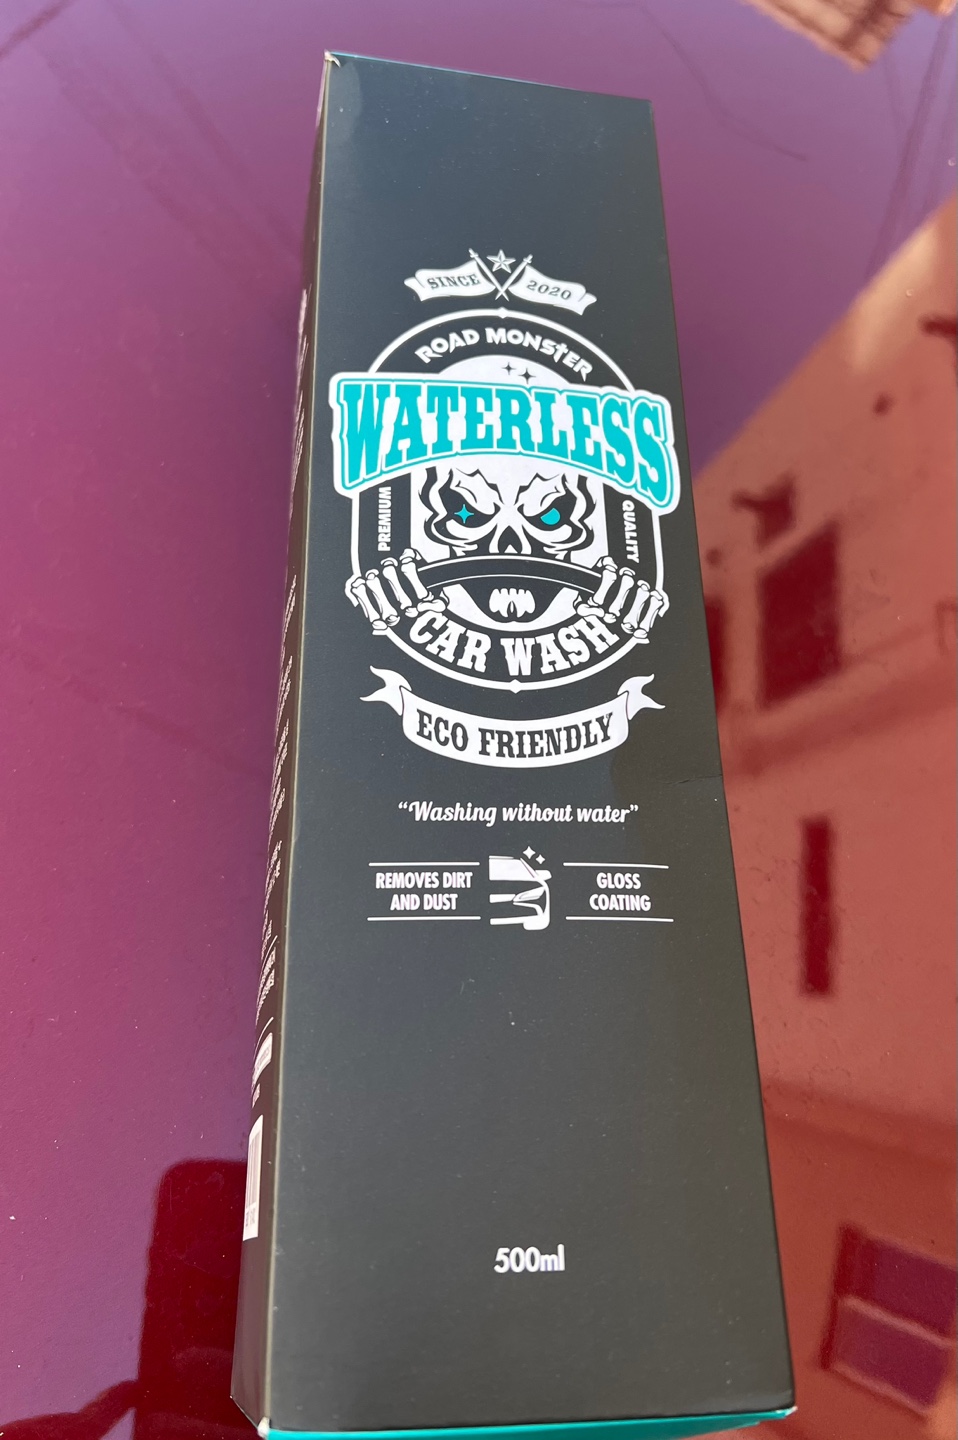 SINCE 2020
ROAD MONSTER
WATERLESS
PREMIUM QUALITY
CAR WASH
ECO FRIENDLY
“Washing without water”
REMOVES DIRT
AND DUST
GLOSS
COATING
500ml